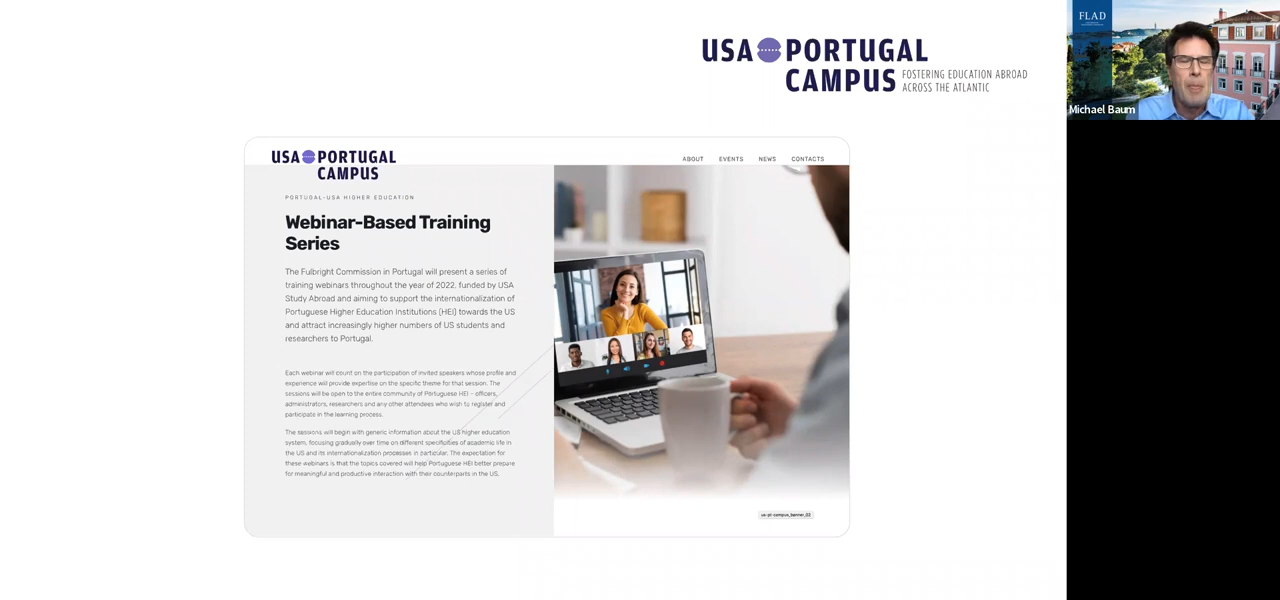 USA PORTUGAL
CAMPUS
FOSTERING EDUCATION ABROAD
ACROSS THE ATLANTIC
FLAD
Michael Baum
USA PORTUGAL
CAMPUS
ABOUT EVENTS NEWS CONTACTS
PORTUGAL-USA HIGHER EDUCATION
Webinar-Based Training
Series
The Fulbright Commission in Portugal will present a series of
training webinars throughout the year of 2022, funded by USA
Study Abroad and aiming to support the internationalization of
Portuguese Higher Education Institutions (HEI) towards the US
and attract increasingly higher numbers of US students and
researchers to Portugal.
Each webinar will count on the participation of invited speakers whose profile and
experience will provide expertise on the specific theme for that session. The
sessions will be open to the entire community of Portuguese HEI – officers,
administrators, researchers and any other attendees who wish to register and
participate in the learning process.
The sessions will begin with generic information about the US higher education
system, focusing gradually over time on different specificities of academic life in
the US and its internationalization processes in particular. The expectation for
these webinars is that the topics covered will help Portuguese HEI better prepare
for meaningful and productive interaction with their counterparts in the US.
us-pt-campus_banner_02